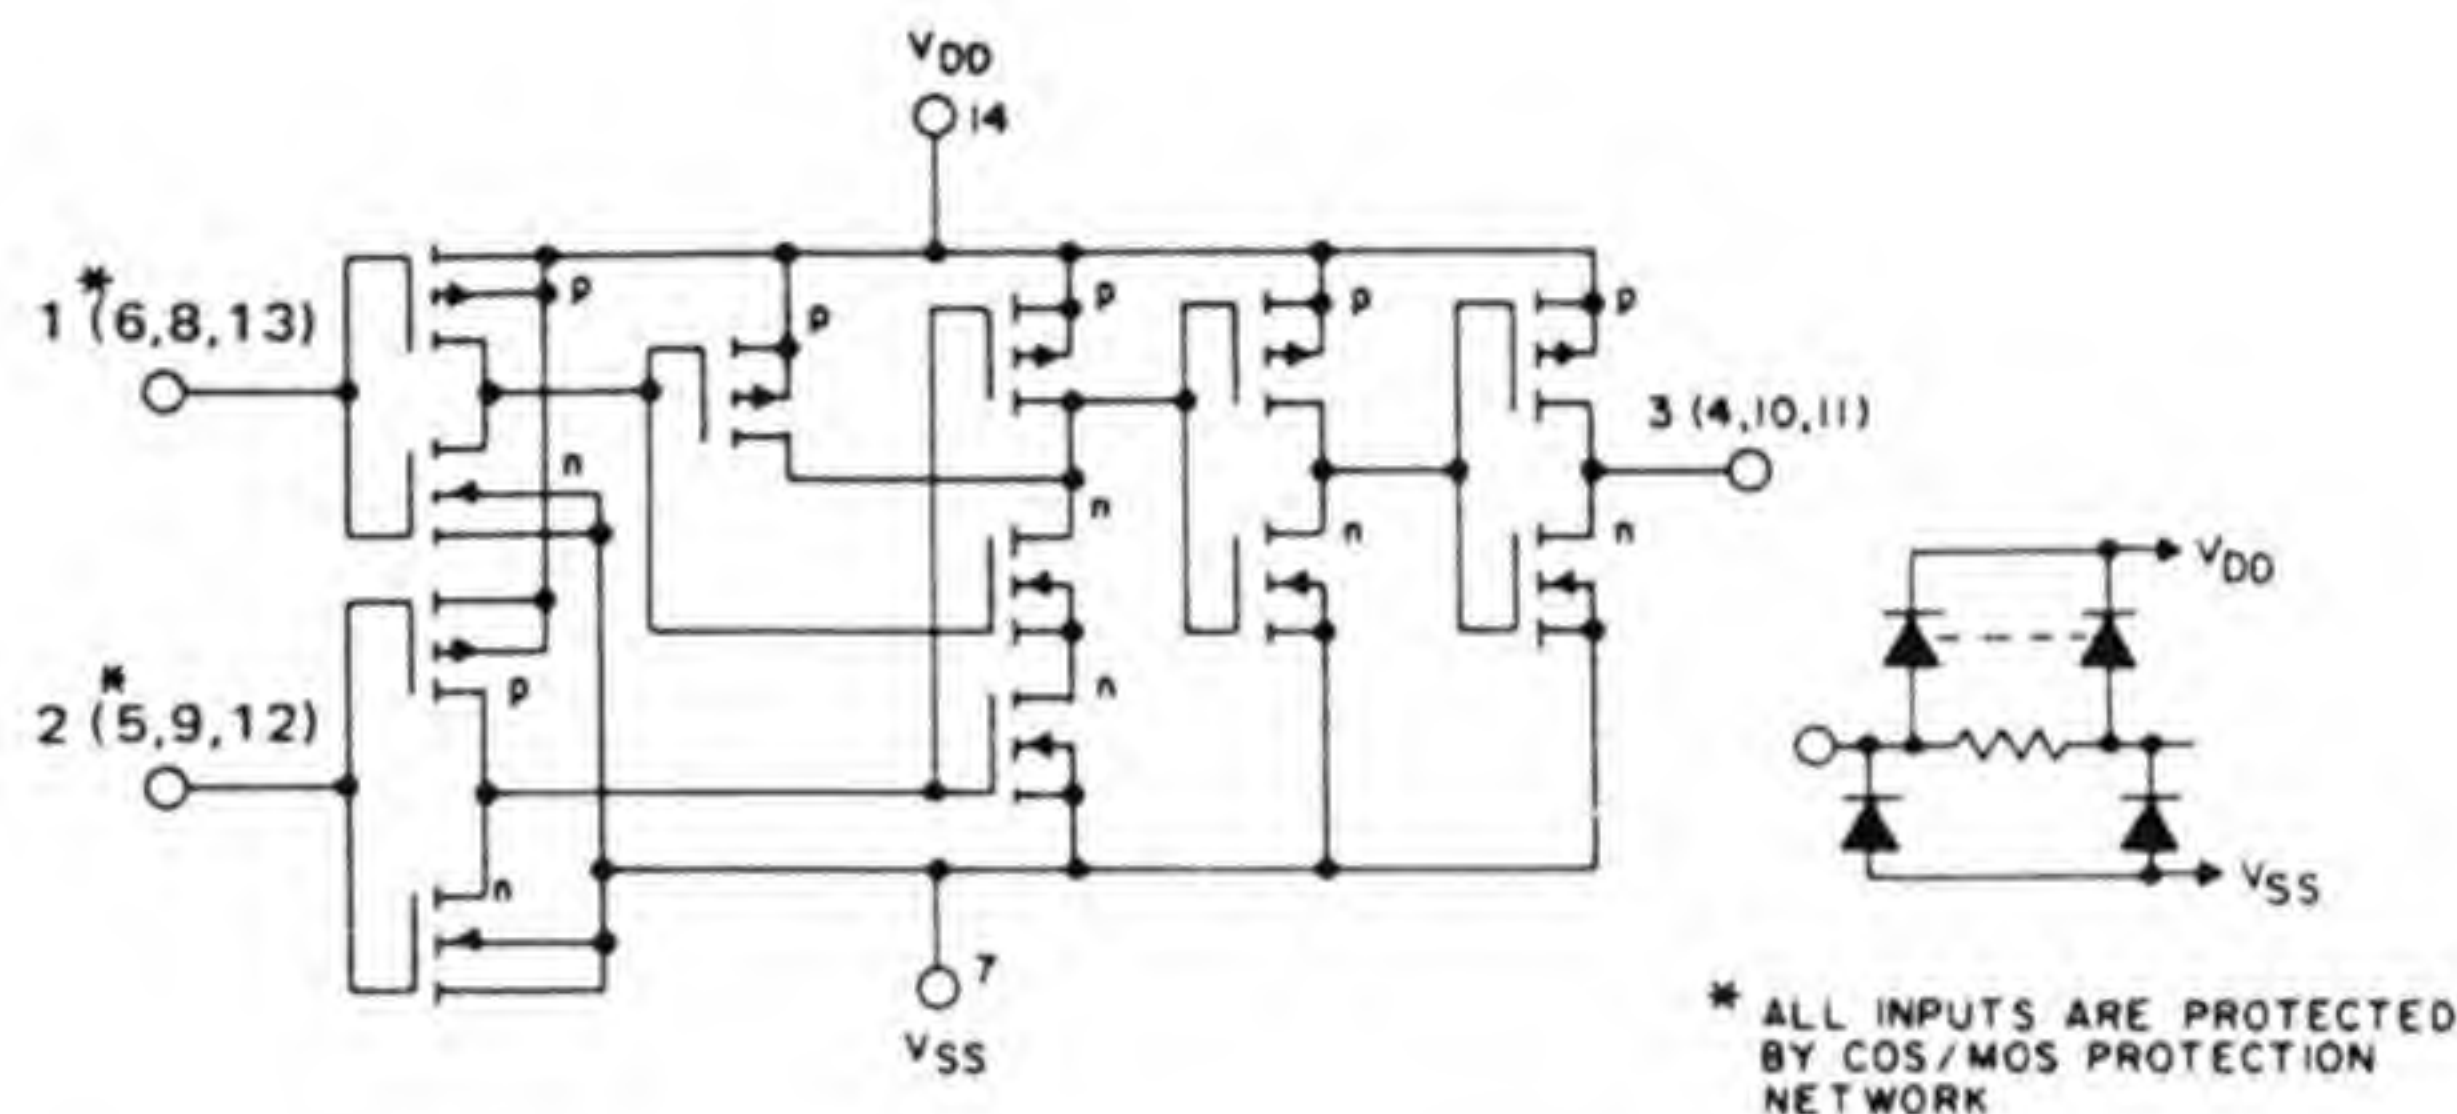 VDD
14
1*(6,8,13)
p
p
p
p
p
n
3 (4,10,11)
n
n
n
VDD
2*(5,9,12)
p
n
n
7
VSS
VSS
* ALL INPUTS ARE PROTECTED
BY COS/MOS PROTECTION
NETWORK